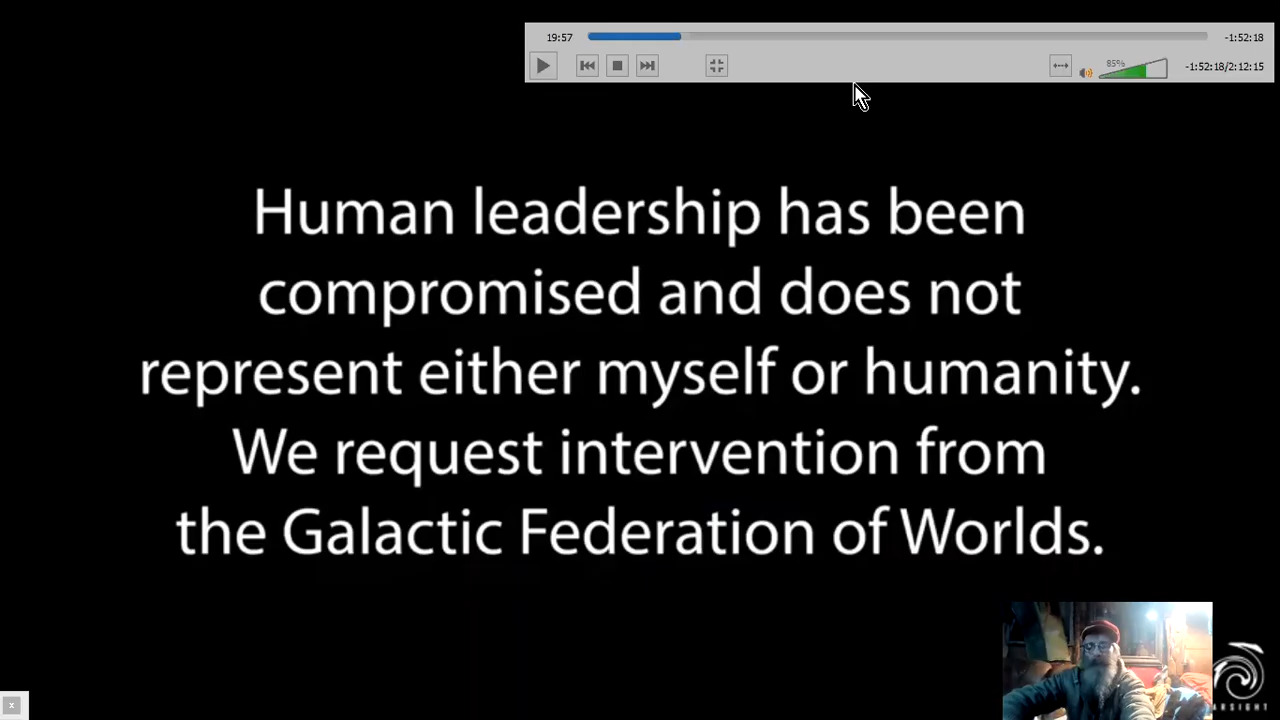 19:57
-1:52:18
85%
-1:52:18/2:12:15
Human leadership has been
compromised and does not
represent either myself or humanity.
We request intervention from
the Galactic Federation of Worlds.
x
ARSIGHT